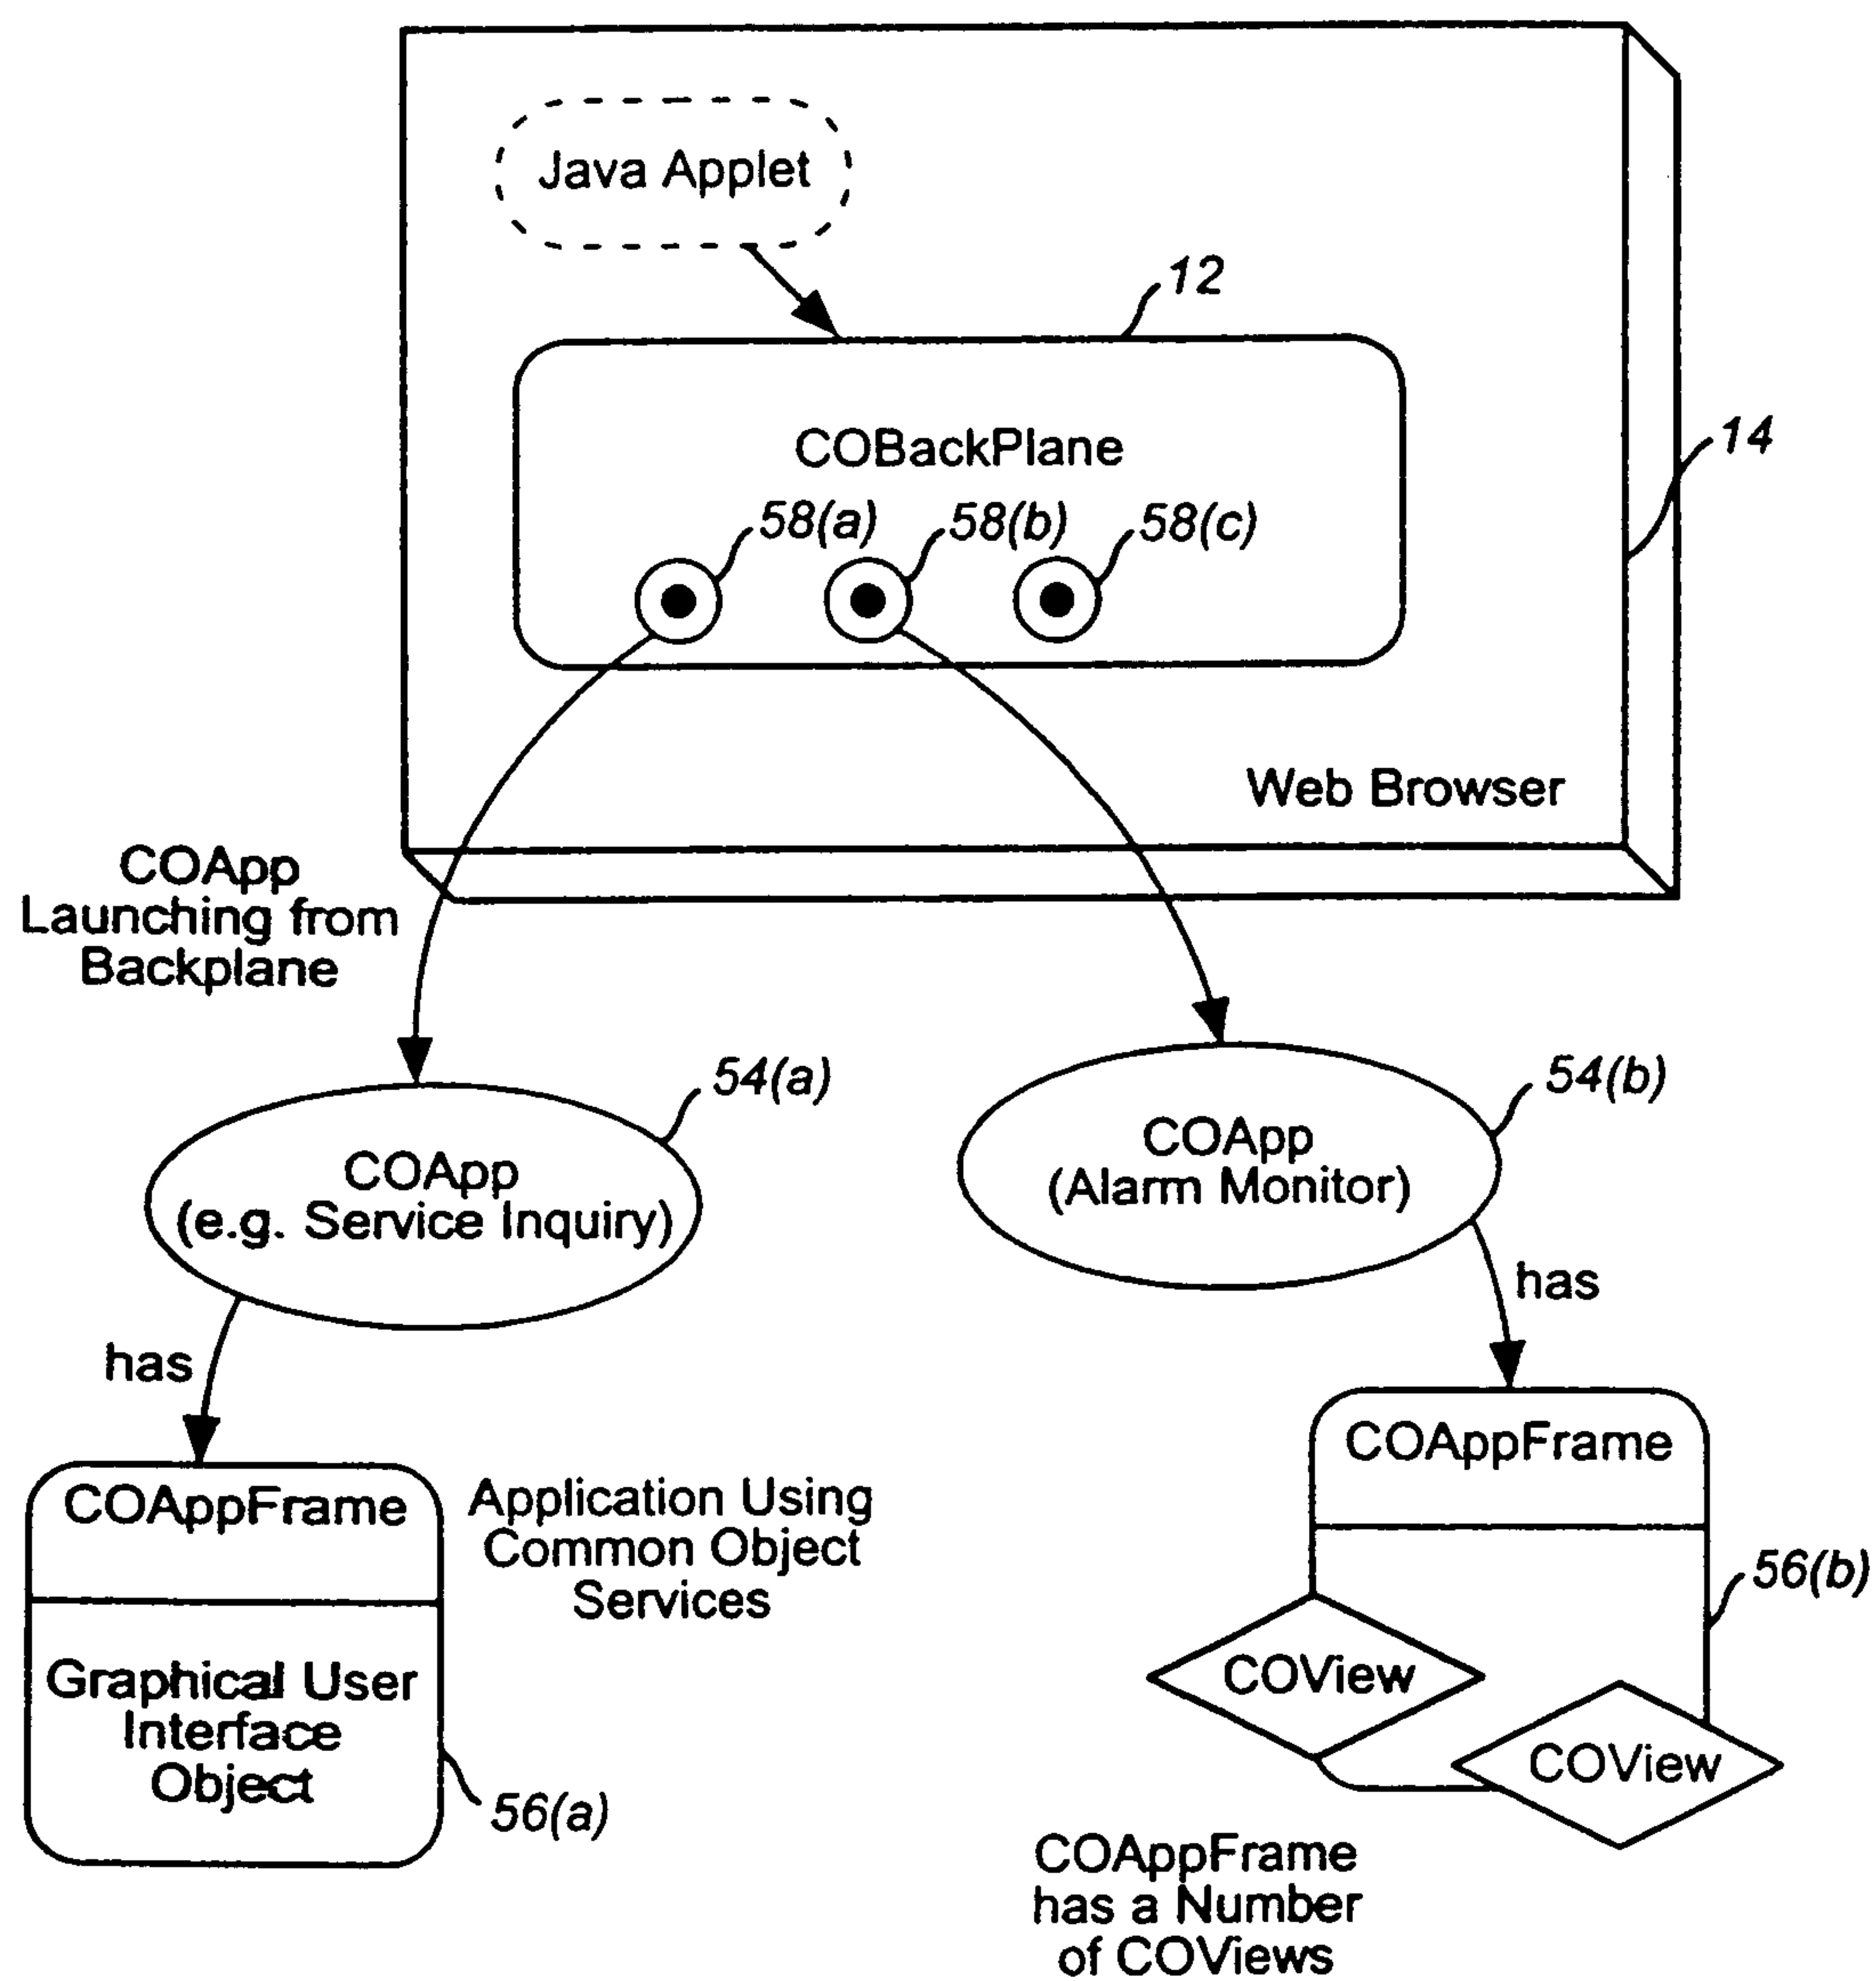 Java Applet
12
COBackPlane
14
58(a)
58(b)
58(c)
Web Browser
COApp
Launching from
Backplane
54(a)
54(b)
COApp
(e.g. Service Inquiry)
COApp
(Alarm Monitor)
has
has
COAppFrame
COAppFrame
Application Using
Common Object
Services
56(b)
Graphical User
Interface
Object
COView
COView
56(a)
COAppFrame
has a Number
of COViews